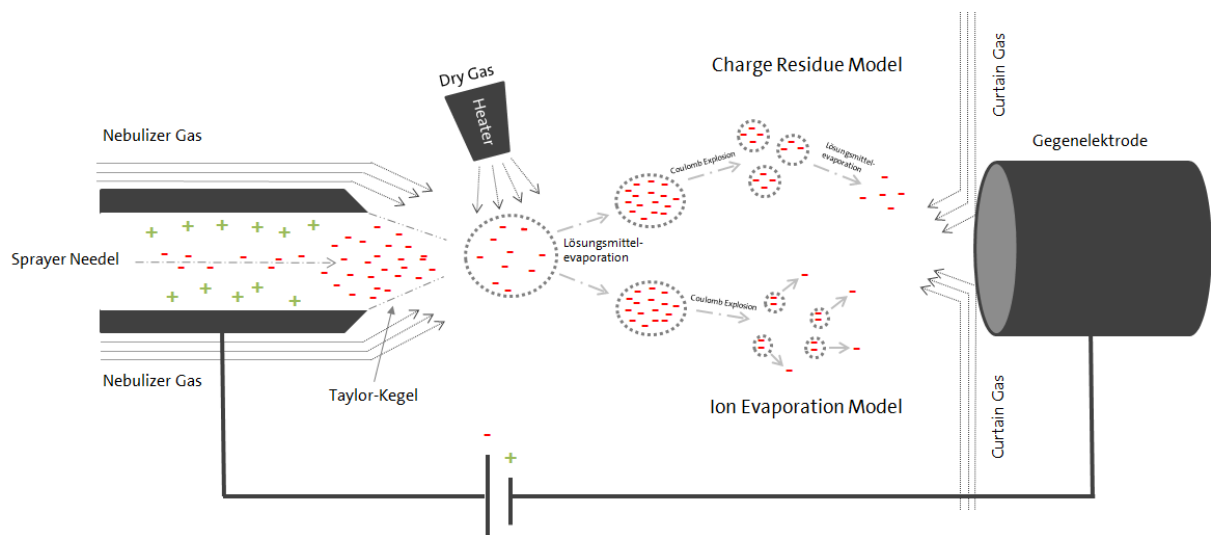 Charge Residue Model
Curtain Gas
Dry Gas
Heater
Nebulizer Gas
Gegenelektrode
Coulomb Explosion
Lösungsmittel-
evaporation
Sprayer Needel
Lösungsmittel-
evaporation
Coulomb Explosion
Nebulizer Gas
Taylor-Kegel
Ion Evaporation Model
Curtain Gas